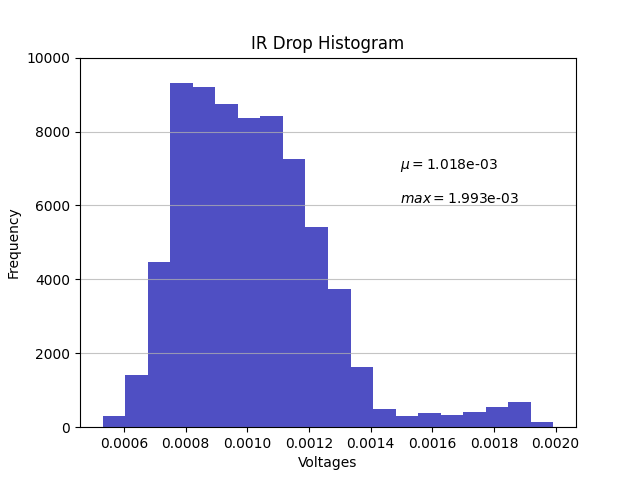 IR Drop Histogram
10000
8000
6000
4000
2000
0
Frequency
μ = 1.018e-03
max = 1.993e-03
0.0006 0.0008 0.0010 0.0012 0.0014 0.0016 0.0018 0.0020
Voltages